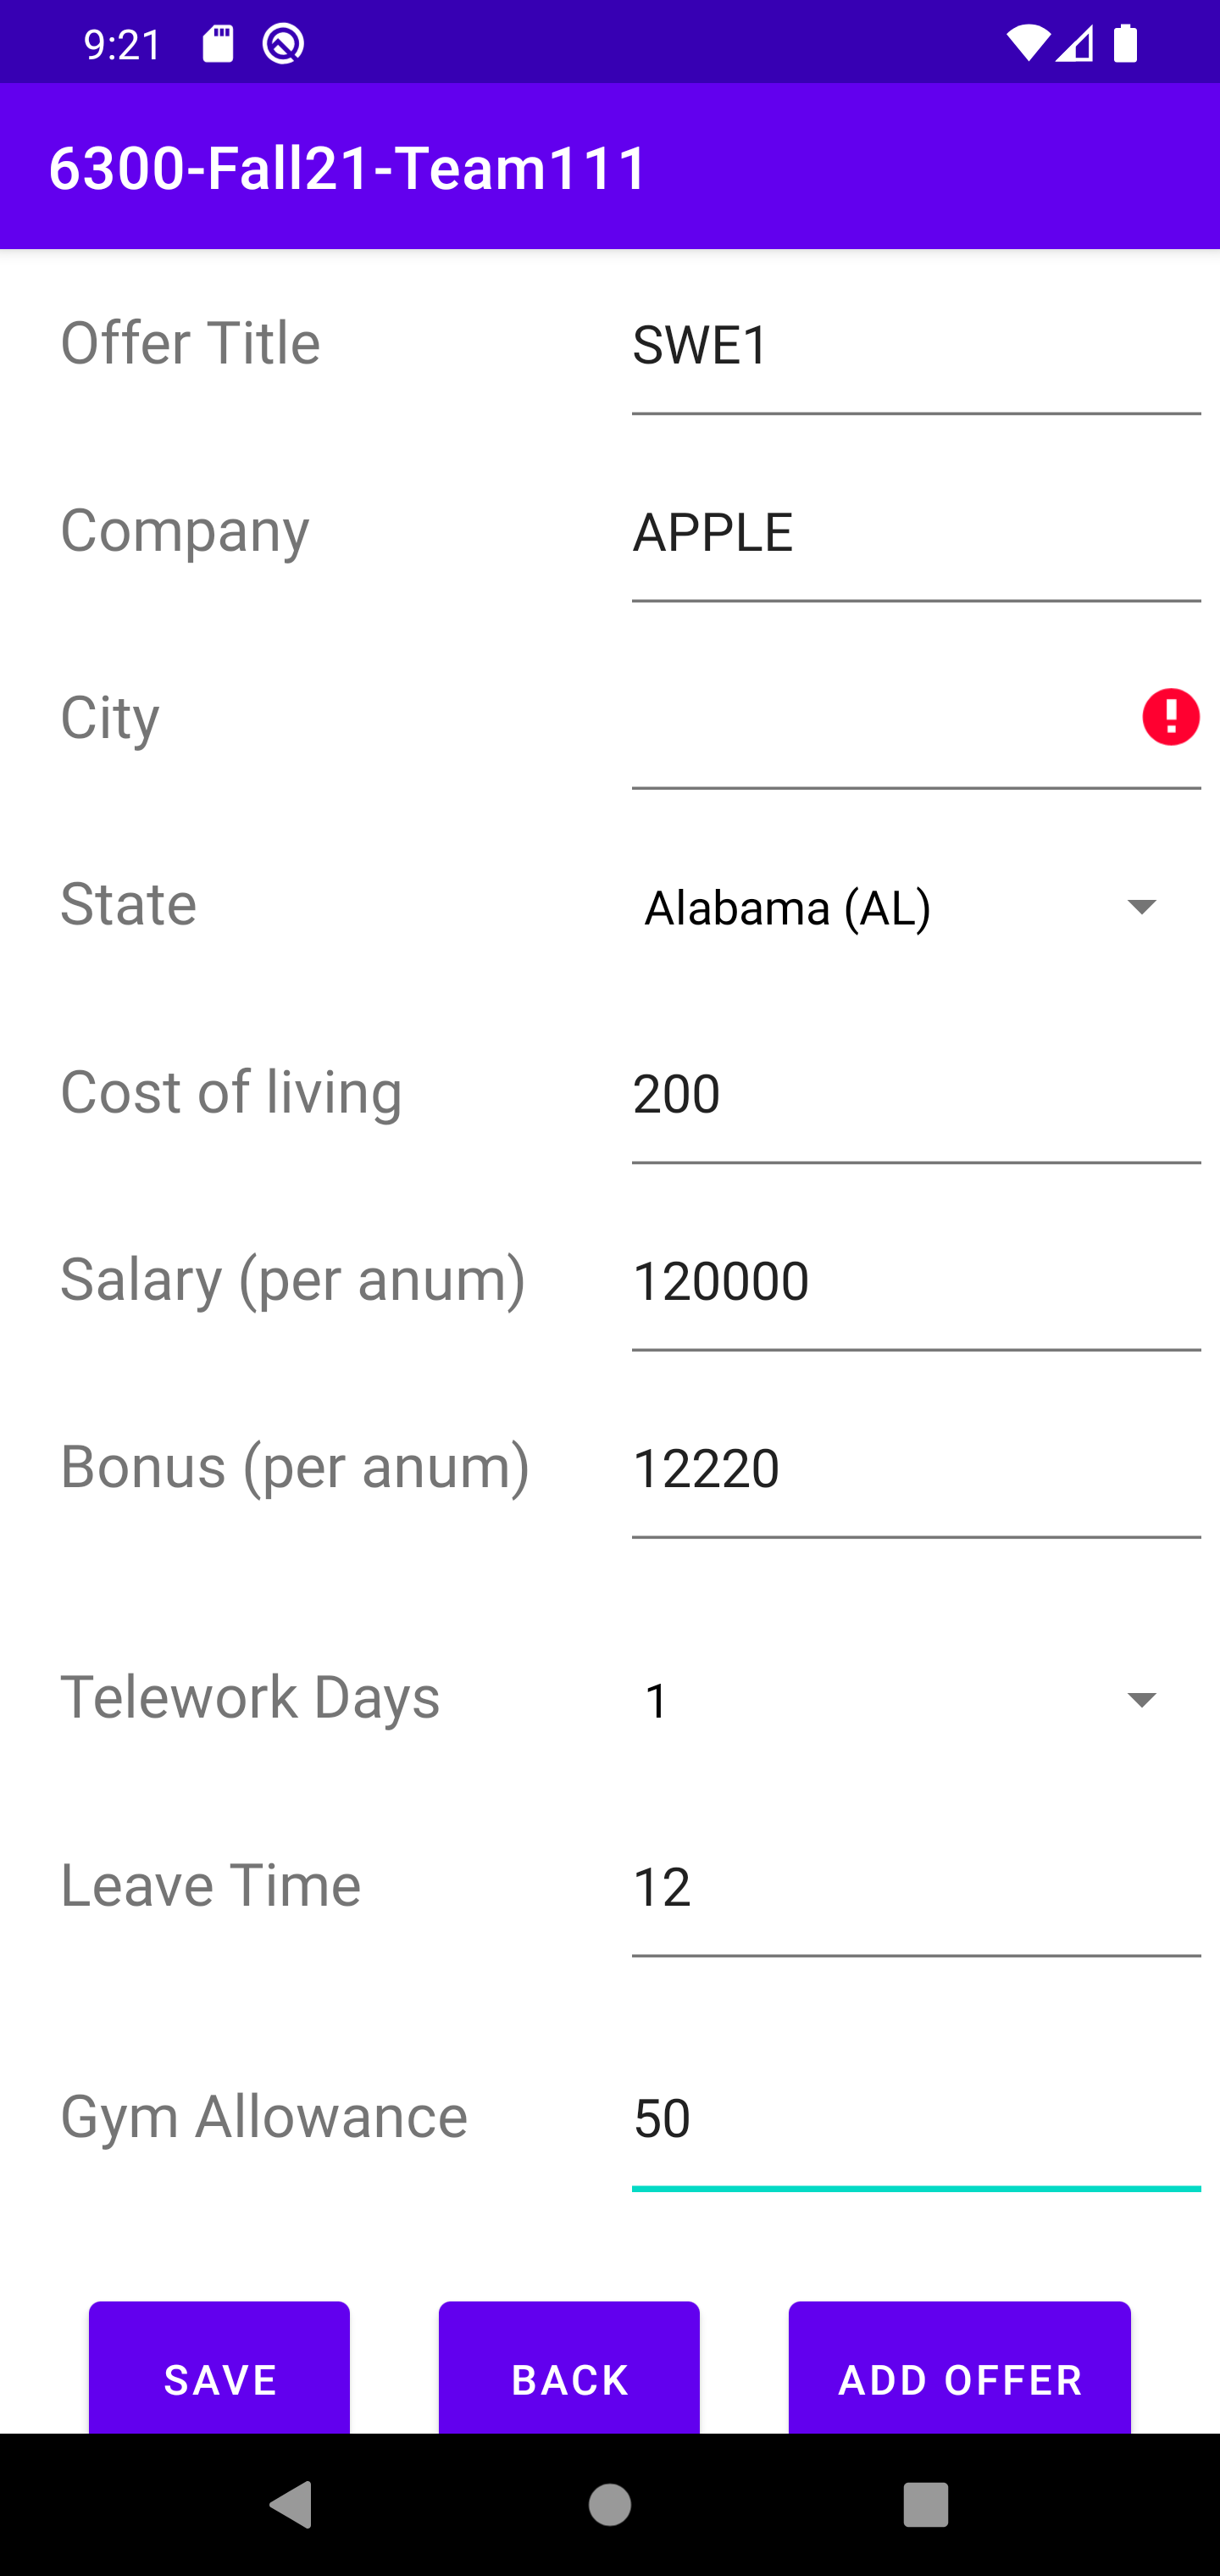 9:21
6300-Fall21-Team111
Offer Title SWE1
Company APPLE
City
State Alabama (AL)
Cost of living 200
Salary (per anum) 120000
Bonus (per anum) 12220
Telework Days 1
Leave Time 12
Gym Allowance 50
SAVE BACK ADD OFFER